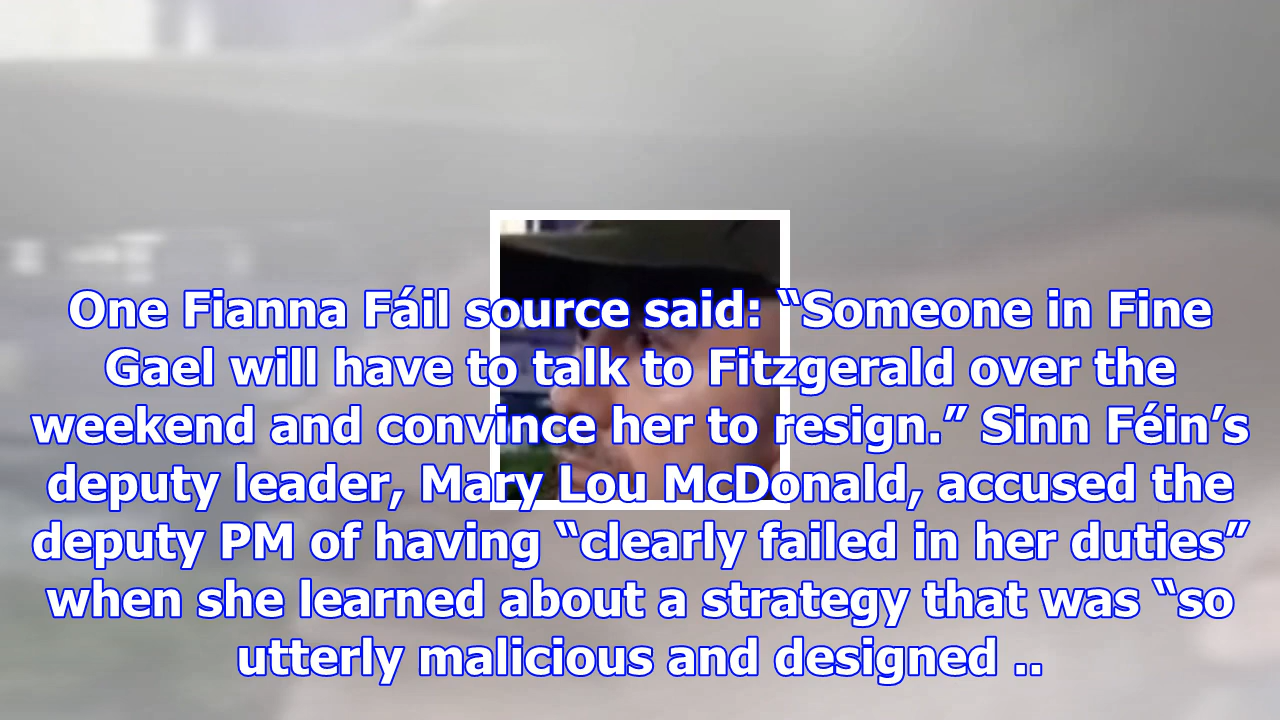 One Fianna Fáil source said: “Someone in Fine
Gael will have to talk to Fitzgerald over the
weekend and convince her to resign.” Sinn Féin’s
deputy leader, Mary Lou McDonald, accused the
deputy PM of having “clearly failed in her duties”
when she learned about a strategy that was “so
utterly malicious and designed ..